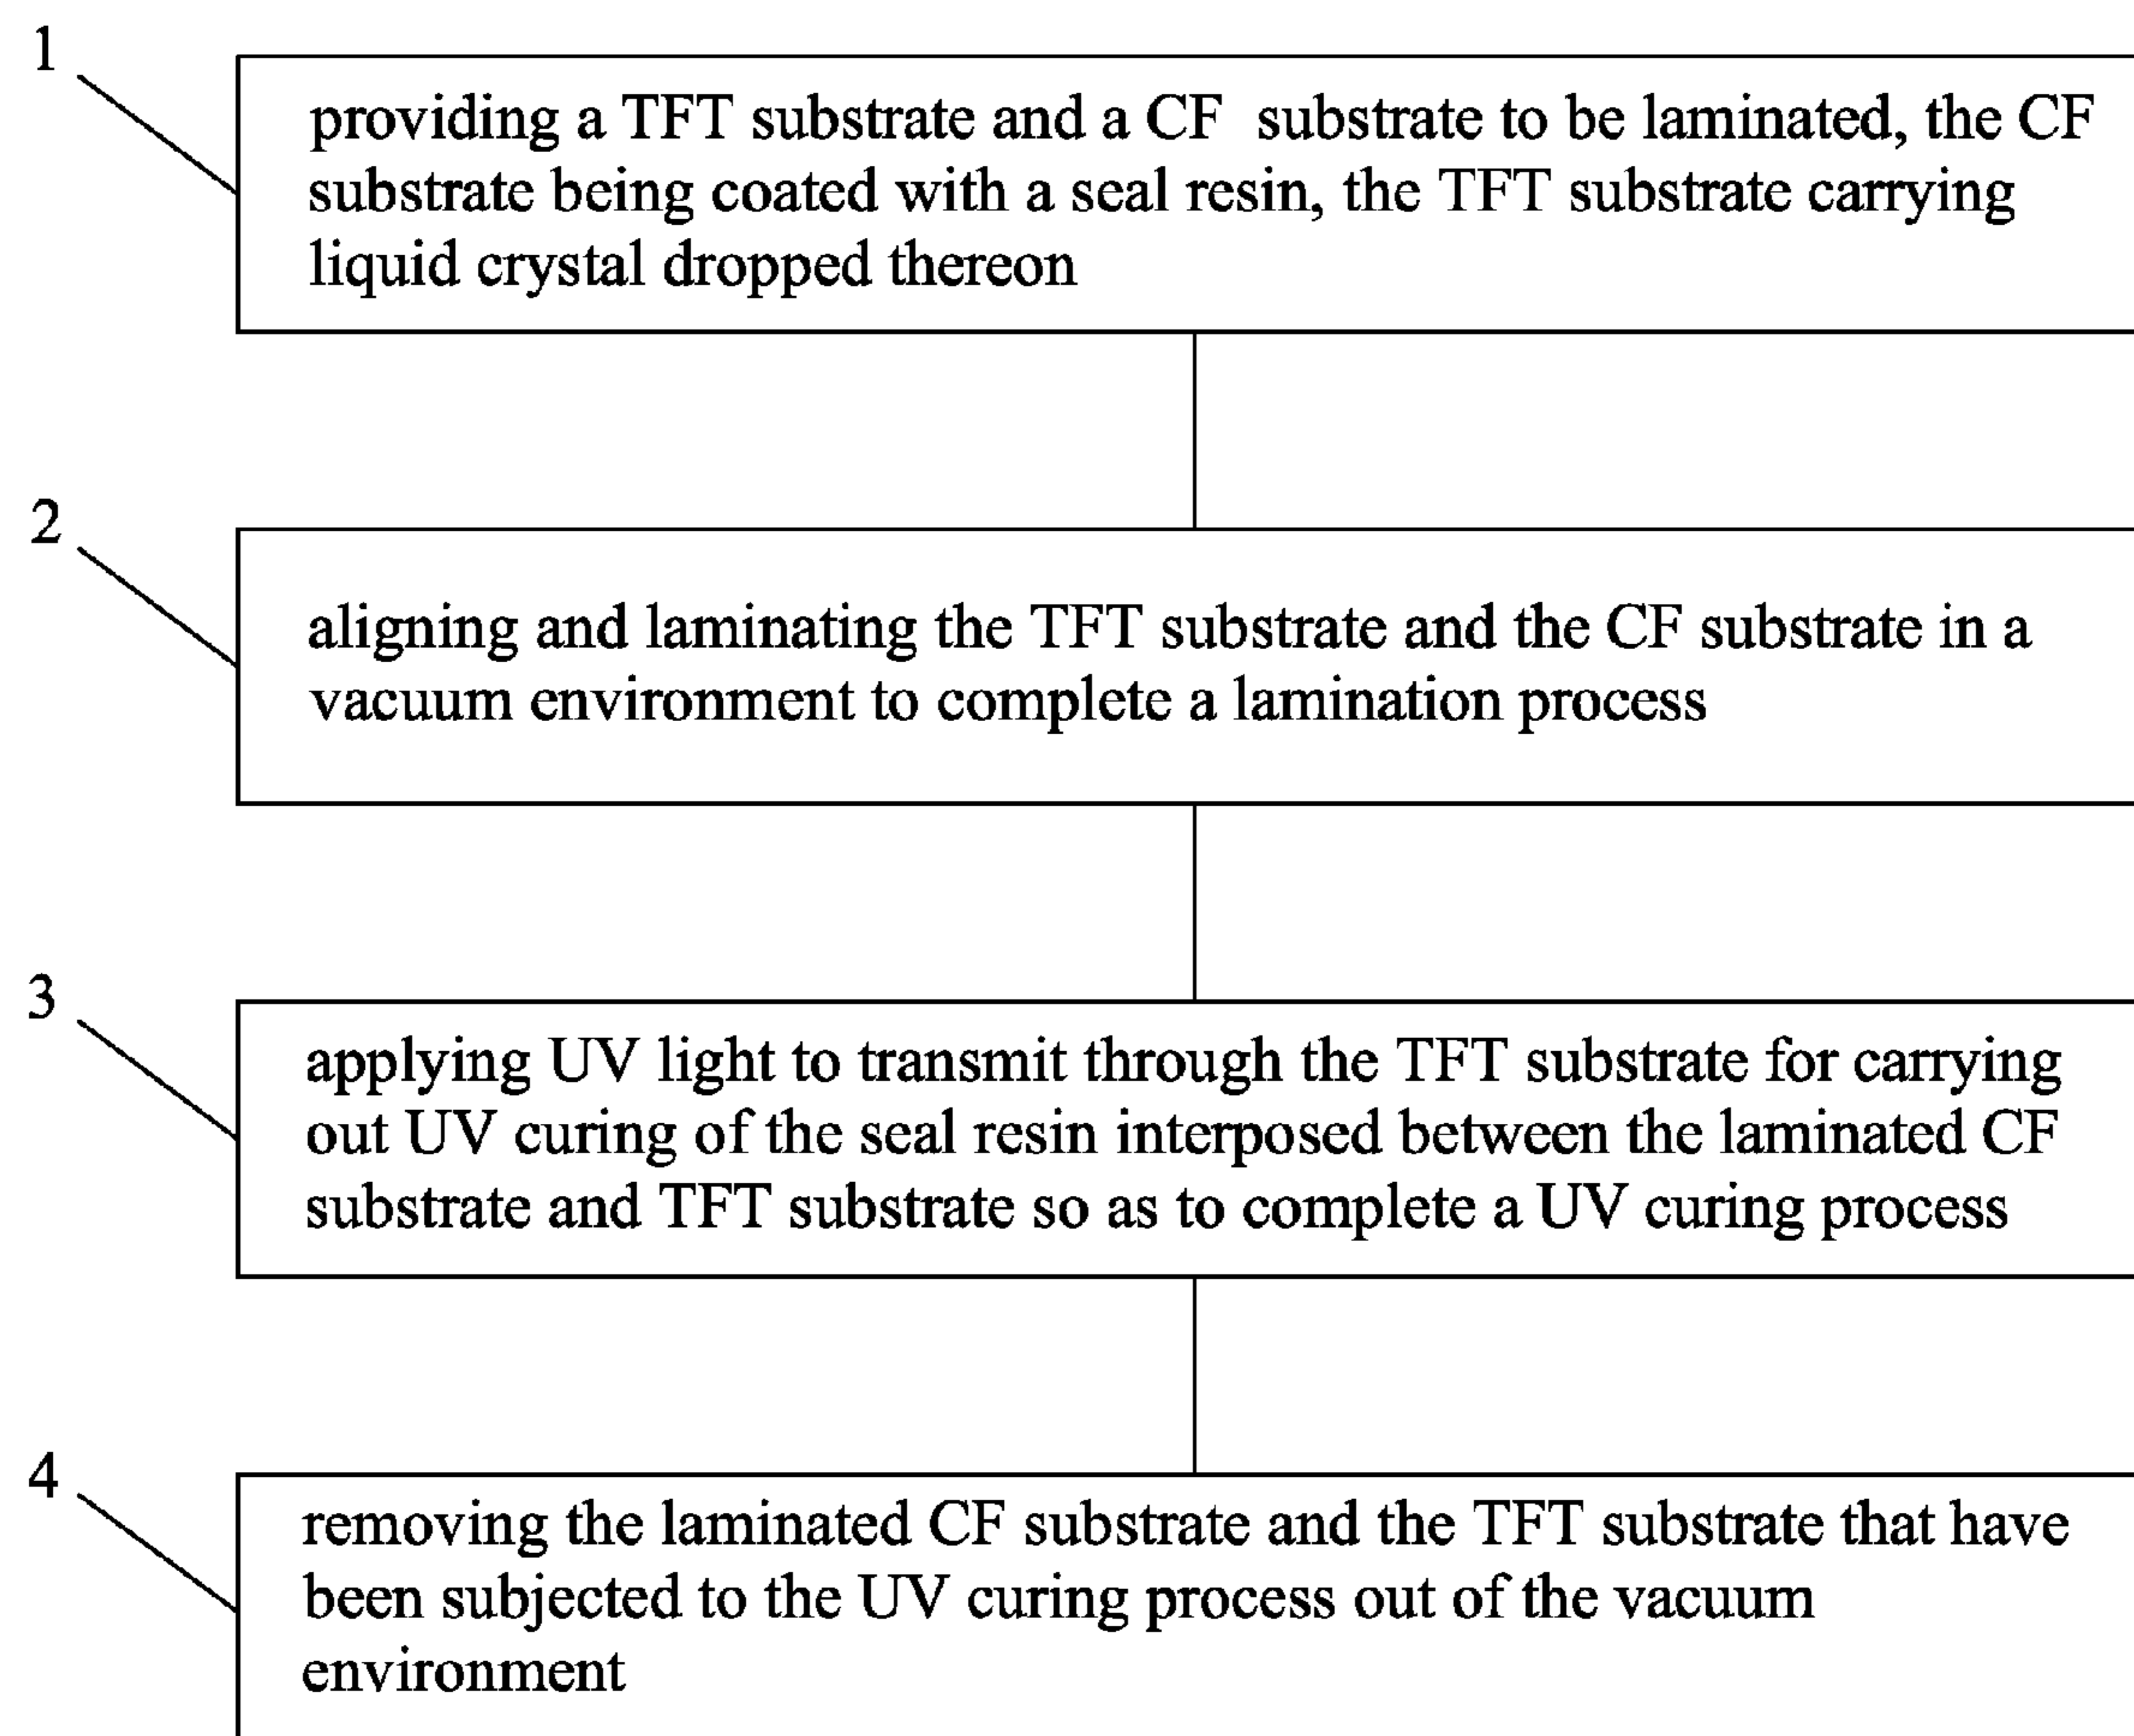 1
providing a TFT substrate and a CF substrate to be laminated, the CF
substrate being coated with a seal resin, the TFT substrate carrying
liquid crystal dropped thereon
2
aligning and laminating the TFT substrate and the CF substrate in a
vacuum environment to complete a lamination process
3
applying UV light to transmit through the TFT substrate for carrying
out UV curing of the seal resin interposed between the laminated CF
substrate and TFT substrate so as to complete a UV curing process
4
removing the laminated CF substrate and the TFT substrate that have
been subjected to the UV curing process out of the vacuum
environment